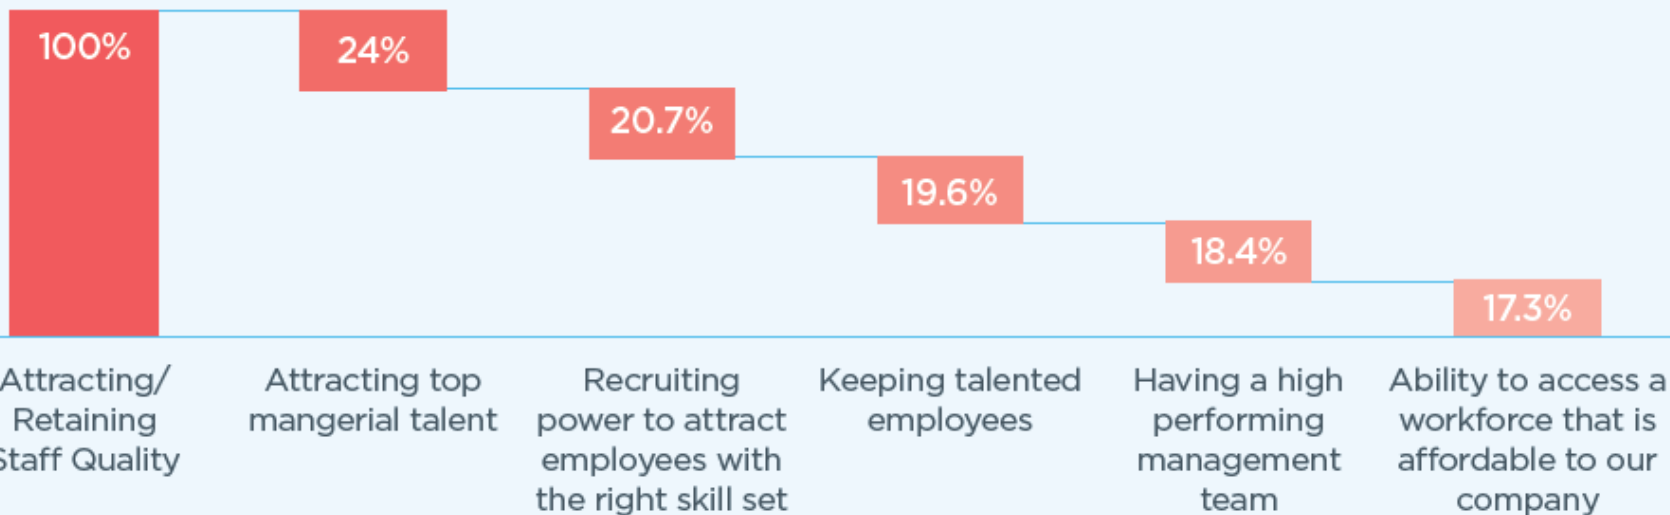 100%
24%
20.7%
19.6%
18.4%
17.3%
Attracting/
Retaining
Staff Quality
Attracting top
mangerial talent
Recruiting
power to attract
employees with
the right skill set
Keeping talented
employees
Having a high
performing
management
team
Ability to access a
workforce that is
affordable to our
company